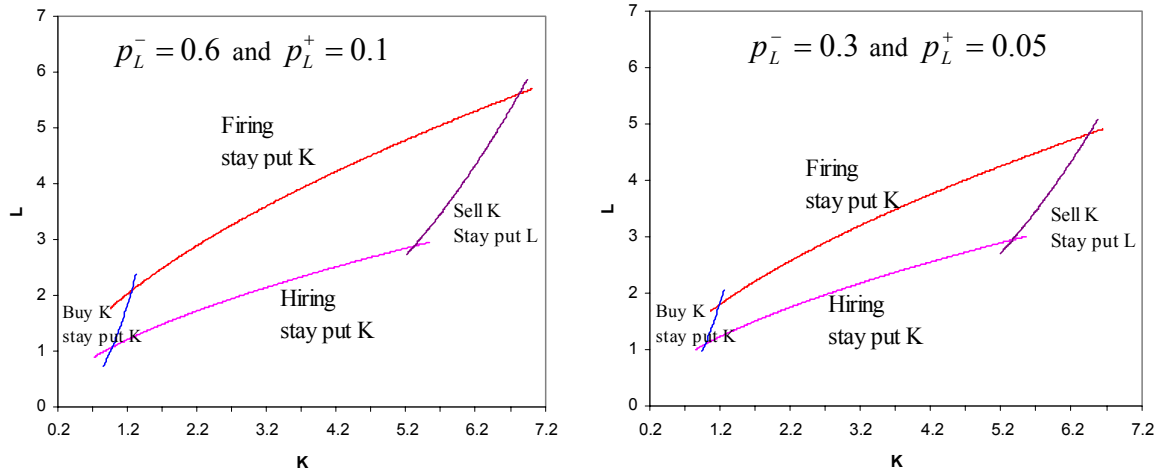 p_L^- = 0.6 and p_L^+ = 0.1
7
6
5
4
3
2
1
0
L
Firing
stay put K
Sell K
Stay put L
Buy K
stay put K
Hiring
stay put K
0.2 1.2 2.2 3.2 4.2 5.2 6.2 7.2
K
p_L^- = 0.3 and p_L^+ = 0.05
7
6
5
4
3
2
1
0
L
Firing
stay put K
Sell K
Stay put L
Buy K
stay put K
Hiring
stay put K
0.2 1.2 2.2 3.2 4.2 5.2 6.2 7.2
K